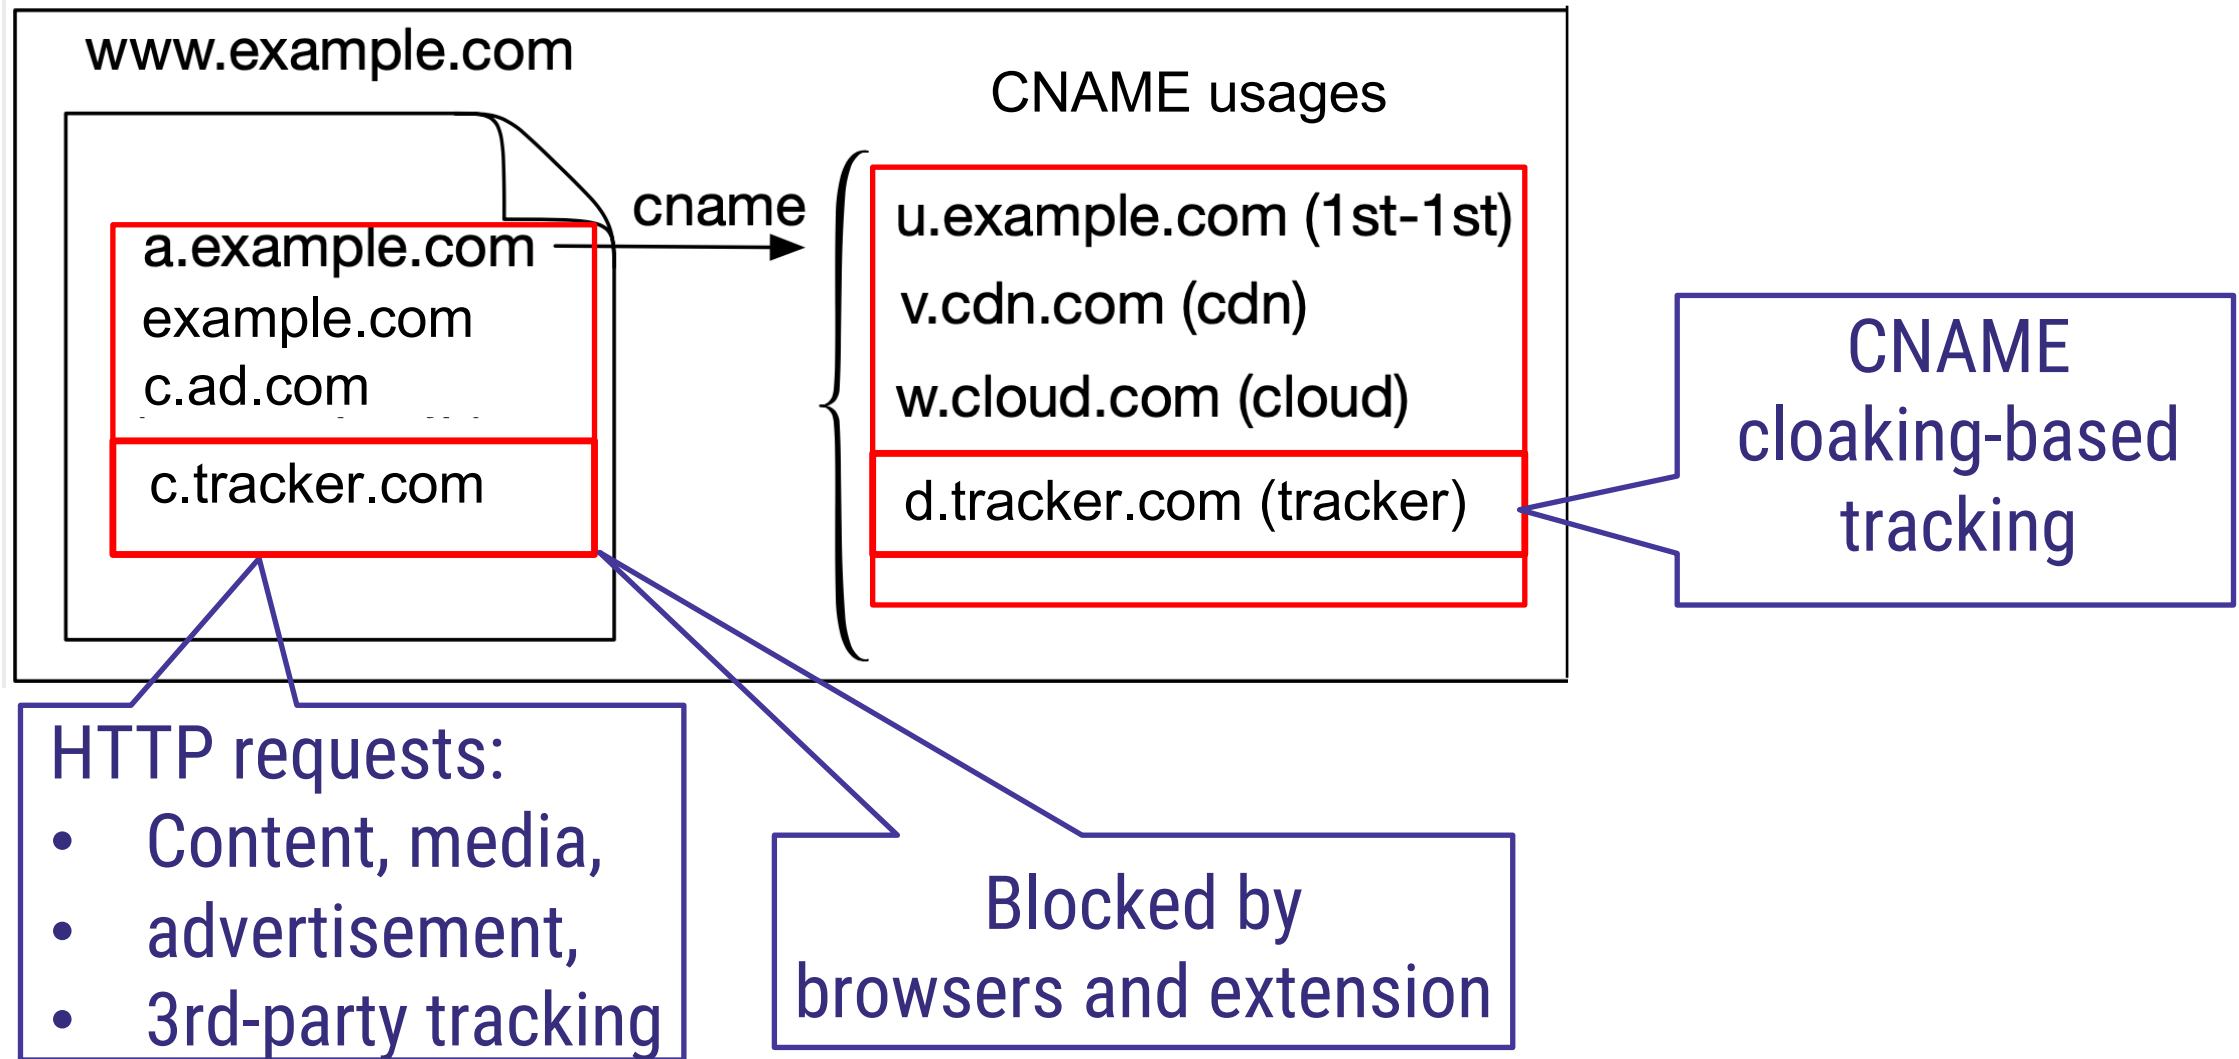 www.example.com
CNAME usages
a.example.com
example.com
c.ad.com
c.tracker.com
cname
u.example.com (1st-1st)
v.cdn.com (cdn)
w.cloud.com (cloud)
d.tracker.com (tracker)
CNAME
cloaking-based
tracking
HTTP requests:
• Content, media,
• advertisement,
• 3rd-party tracking
Blocked by
browsers and extension